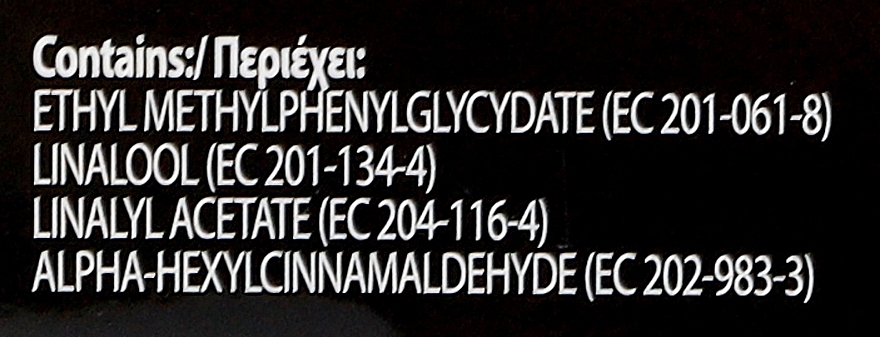 Contains:/ Περιέχει:
ETHYL METHYLPHENYLGLYCYDATE (EC 201-061-8)
LINALOOL (EC 201-134-4)
LINALYL ACETATE (EC 204-116-4)
ALPHA-HEXYLCINNAMALDEHYDE (EC 202-983-3)